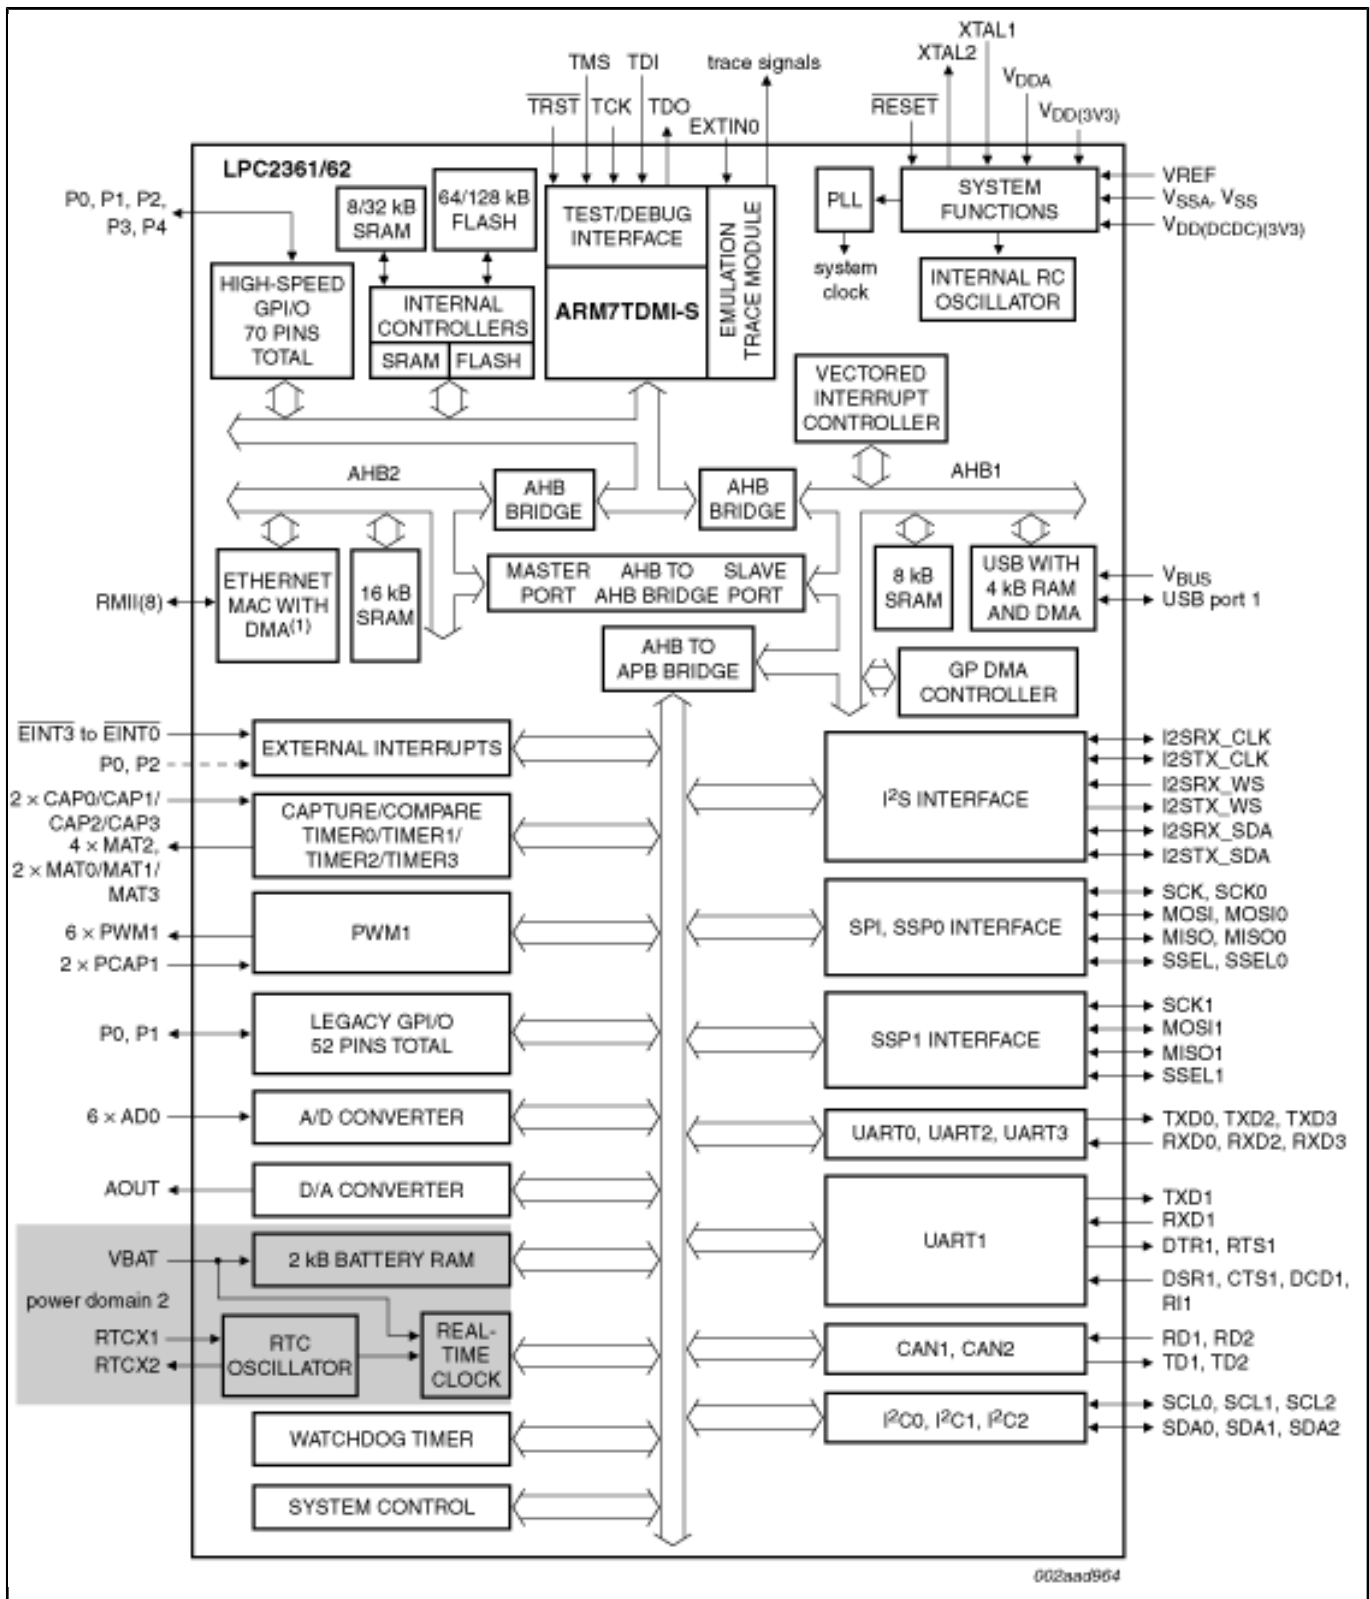 XTAL1
XTAL2
TMS TDI trace signals
VDDA
TRST TCK TDO RESET
VDD(3V3)
EXTIN0
LPC2361/62
P0, P1, P2,
P3, P4
8/32 kB
SRAM
64/128 kB
FLASH
TEST/DEBUG
INTERFACE
EMULATION
TRACE MODULE
PLL
SYSTEM
FUNCTIONS
VREF
VSSA, VSS
VDD(DCDC)(3V3)
system
clock
INTERNAL RC
OSCILLATOR
HIGH-SPEED
GPI/O
70 PINS
TOTAL
INTERNAL
CONTROLLERS
SRAM FLASH
ARM7TDMI-S
VECTORED
INTERRUPT
CONTROLLER
AHB2
AHB
BRIDGE
AHB
BRIDGE
AHB1
ETHERNET
MAC WITH
DMA(1)
16 kB
SRAM
MASTER
PORT
AHB TO
AHB BRIDGE
SLAVE
PORT
8 kB
SRAM
USB WITH
4 kB RAM
AND DMA
RMII(8)
VBUS
USB port 1
AHB TO
APB BRIDGE
GP DMA
CONTROLLER
EINT3 to EINT0
P0, P2
EXTERNAL INTERRUPTS
2 × CAP0/CAP1/
CAP2/CAP3
4 × MAT2,
2 × MAT0/MAT1/
MAT3
CAPTURE/COMPARE
TIMER0/TIMER1/
TIMER2/TIMER3
6 × PWM1
2 × PCAP1
PWM1
P0, P1
LEGACY GPI/O
52 PINS TOTAL
6 × AD0
A/D CONVERTER
AOUT
D/A CONVERTER
VBAT
2 kB BATTERY RAM
power domain 2
RTCX1
RTCX2
RTC
OSCILLATOR
REAL-
TIME
CLOCK
WATCHDOG TIMER
SYSTEM CONTROL
I2S INTERFACE
I2SRX_CLK
I2STX_CLK
I2SRX_WS
I2STX_WS
I2SRX_SDA
I2STX_SDA
SPI, SSP0 INTERFACE
SCK, SCK0
MOSI, MOSI0
MISO, MISO0
SSEL, SSEL0
SSP1 INTERFACE
SCK1
MOSI1
MISO1
SSEL1
UART0, UART2, UART3
TXD0, TXD2, TXD3
RXD0, RXD2, RXD3
UART1
TXD1
RXD1
DTR1, RTS1
DSR1, CTS1, DCD1,
RI1
CAN1, CAN2
RD1, RD2
TD1, TD2
I2C0, I2C1, I2C2
SCL0, SCL1, SCL2
SDA0, SDA1, SDA2
002aad964